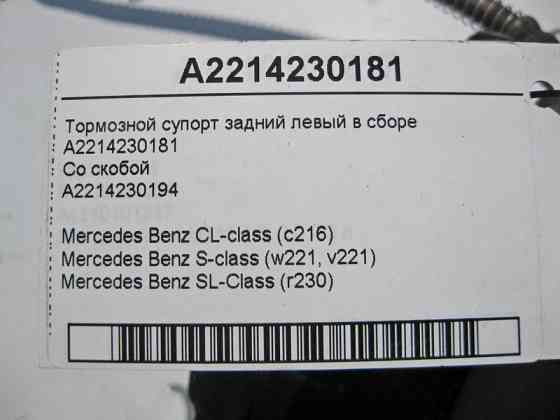 A2214230181
Тормозной супорт задний левый в сборе
A2214230181
Со скобой
A2214230194
Mercedes Benz CL-class (c216)
Mercedes Benz S-class (w221, v221)
Mercedes Benz SL-Class (r230)